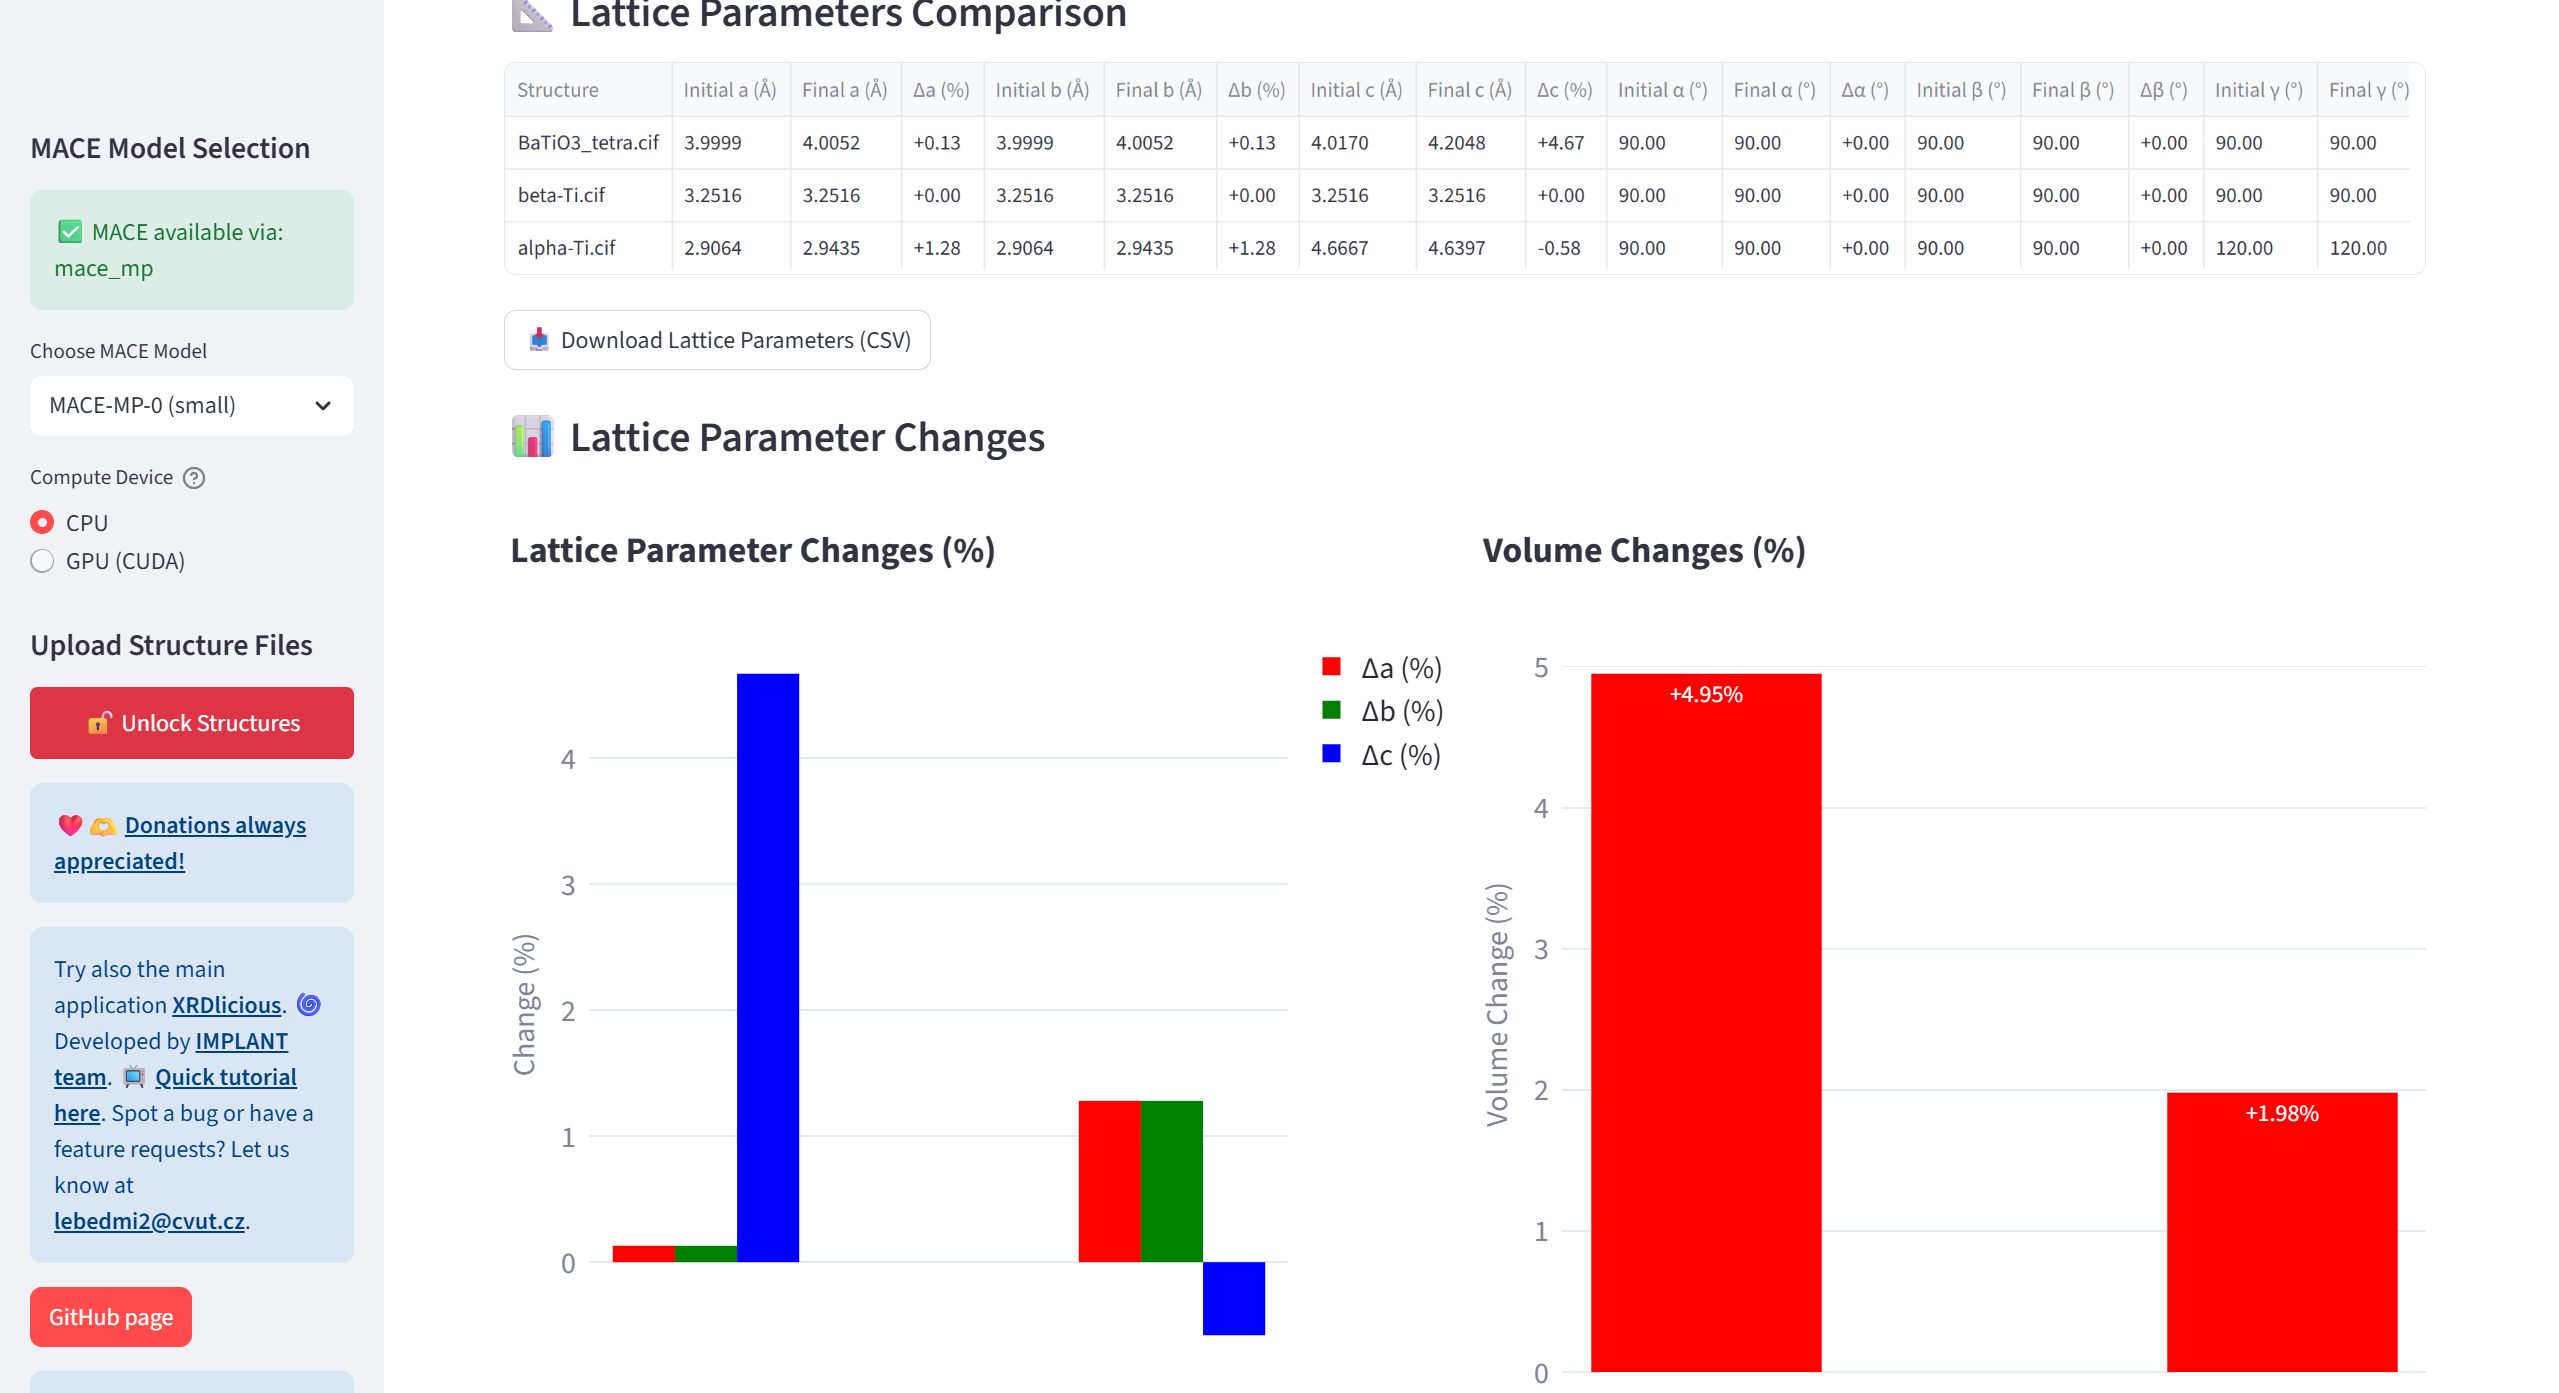 Lattice Parameters Comparison
Structure Initial a (Å) Final a (Å) Δa (%) Initial b (Å) Final b (Å) Δb (%) Initial c (Å) Final c (Å) Δc (%) Initial α (°) Final α (°) Δα (°) Initial β (°) Final β (°) Δβ (°) Initial γ (°) Final γ (°)
BaTiO3_tetra.cif 3.9999 4.0052 +0.13 3.9999 4.0052 +0.13 4.0170 4.2048 +4.67 90.00 90.00 +0.00 90.00 90.00 +0.00 90.00 90.00
beta-Ti.cif 3.2516 3.2516 +0.00 3.2516 3.2516 +0.00 3.2516 3.2516 +0.00 90.00 90.00 +0.00 90.00 90.00 +0.00 90.00 90.00
alpha-Ti.cif 2.9064 2.9435 +1.28 2.9064 2.9435 +1.28 4.6667 4.6397 -0.58 90.00 90.00 +0.00 90.00 90.00 +0.00 120.00 120.00
Download Lattice Parameters (CSV)
Lattice Parameter Changes
Lattice Parameter Changes (%)
Δa (%)
Δb (%)
Δc (%)
Change (%)
4
3
2
1
0
Volume Changes (%)
Volume Change (%)
5
4
3
2
1
0
+4.95%
+1.98%
MACE Model Selection
MACE available via:
mace_mp
Choose MACE Model
MACE-MP-0 (small)
Compute Device
CPU
GPU (CUDA)
Upload Structure Files
Unlock Structures
Donations always
appreciated!
Try also the main
application XRDlicious.
Developed by IMPLANT
team. Quick tutorial
here. Spot a bug or have a
feature requests? Let us
know at
lebedmi2@cvut.cz.
GitHub page